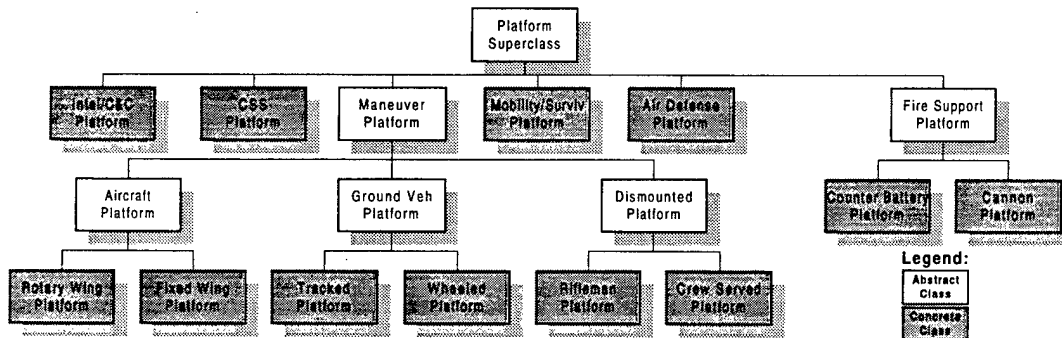 Platform
Superclass
Intel/C&C
Platform
CSS
Platform
Maneuver
Platform
Mobility/Surviv
Platform
Air Defense
Platform
Fire Support
Platform
Aircraft
Platform
Ground Veh
Platform
Dismounted
Platform
Counter Battery
Platform
Cannon
Platform
Rotary Wing
Platform
Fixed Wing
Platform
Tracked
Platform
Wheeled
Platform
Rifleman
Platform
Crew Served
Platform
Legend:
Abstract
Class
Concrete
Class